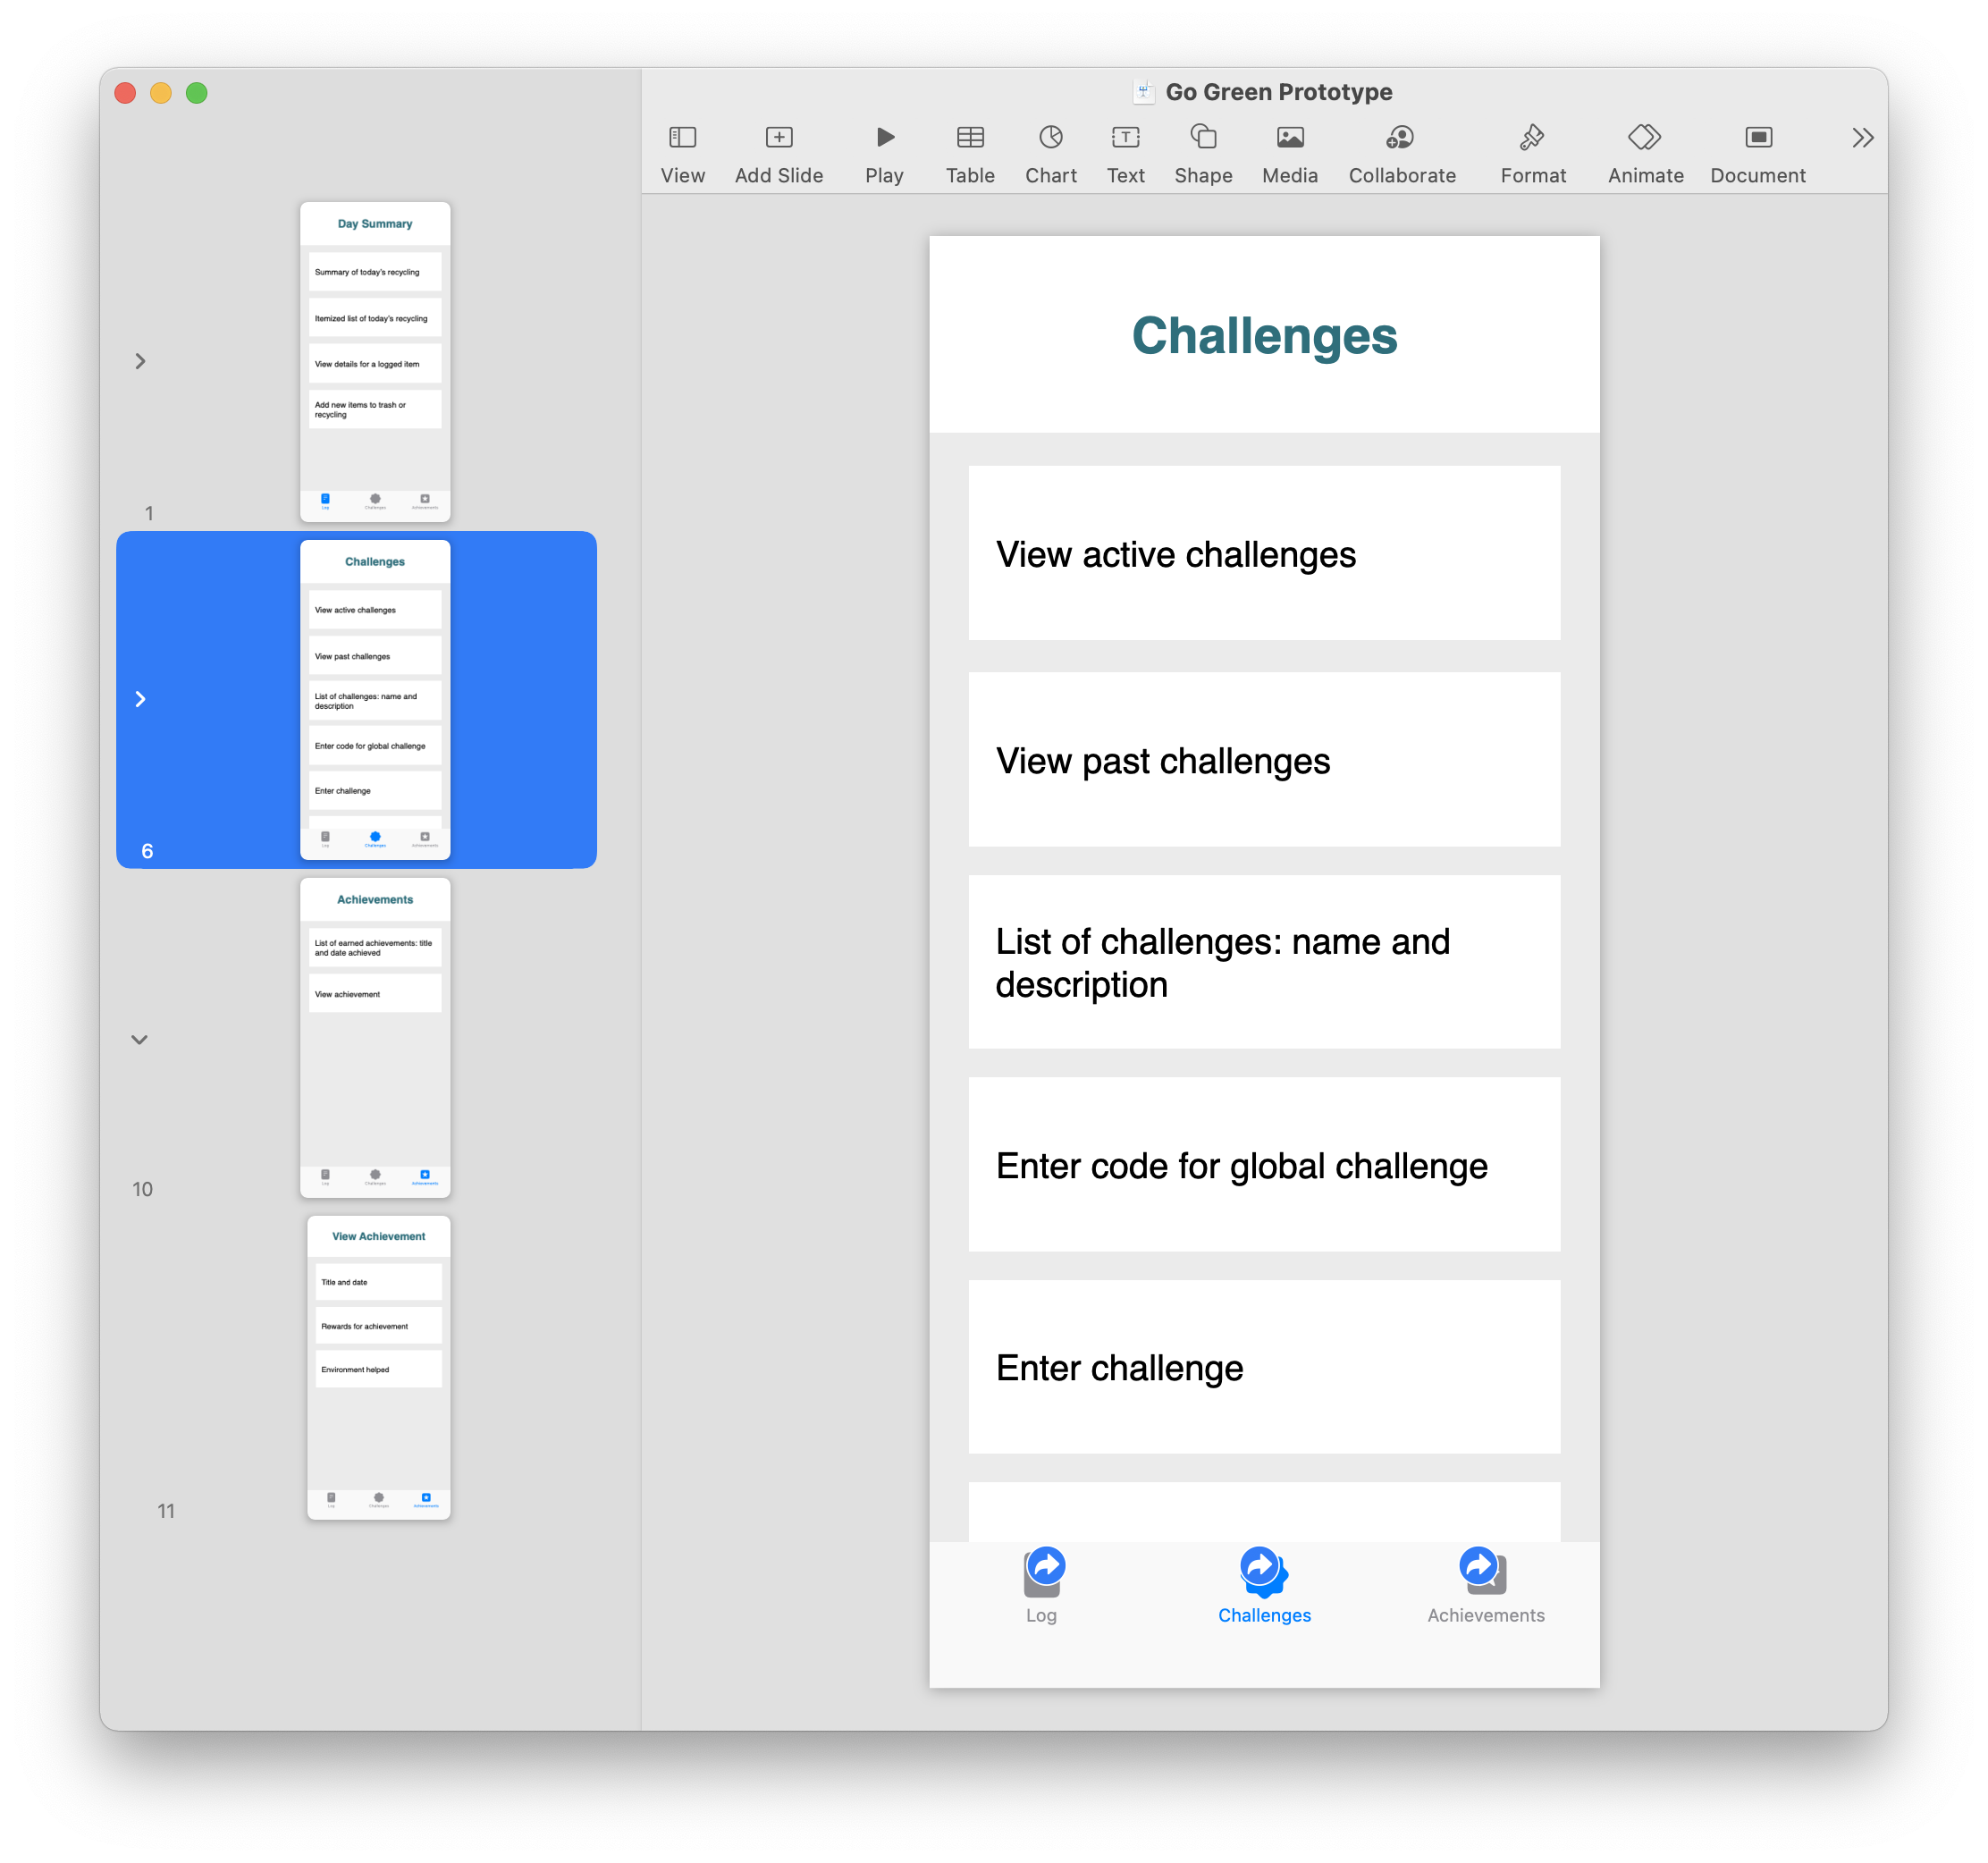 Go Green Prototype
View
Add Slide
Play
Table
Chart
Text
Shape
Media
Collaborate
Format
Animate
Document
Day Summary
Summary of today's recycling
Itemized list of today's recycling
View details for a logged item
Add new items to trash or
recycling
Log
Challenges
Achievements
1
Challenges
View active challenges
View past challenges
List of challenges: name and
description
Enter code for global challenge
Enter challenge
Log
Challenges
Achievements
6
Achievements
List of earned achievements: title
and date achieved
View achievement
Log
Challenges
Achievements
10
View Achievement
Title and date
Rewards for achievement
Environment helped
Log
Challenges
Achievements
11
Challenges
View active challenges
View past challenges
List of challenges: name and
description
Enter code for global challenge
Enter challenge
Log
Challenges
Achievements